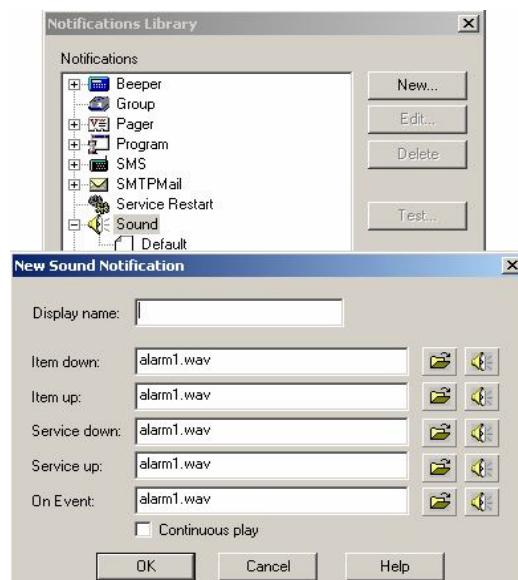 Notifications Library
Notifications
Beeper
Group
Pager
Program
SMS
SMTPMail
Service Restart
Sound
Default
New...
Edit...
Delete
Test...
New Sound Notification
Display name:
Item down: alarm1.wav
Item up: alarm1.wav
Service down: alarm1.wav
Service up: alarm1.wav
On Event: alarm1.wav
Continuous play
OK Cancel Help